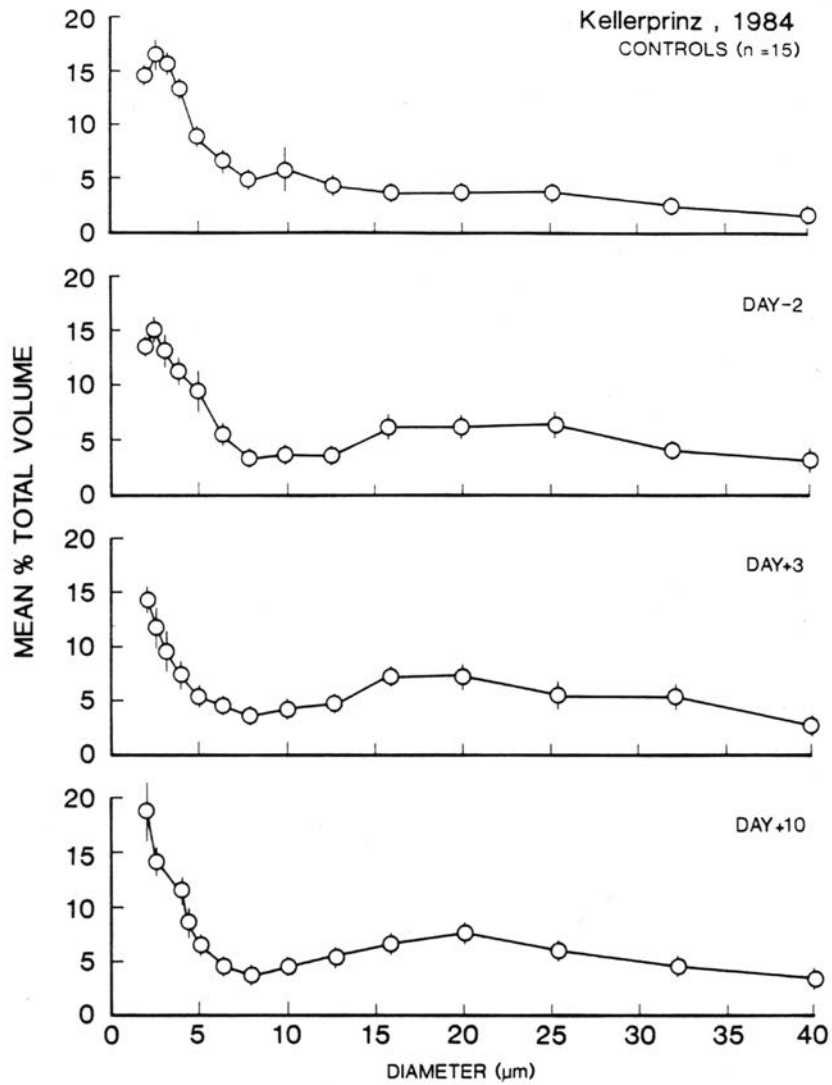 Kellerprinz , 1984
CONTROLS (n =15)
20
15
10
5
0
DAY-2
20
15
10
5
0
MEAN % TOTAL VOLUME
DAY+3
20
15
10
5
0
DAY+10
20
15
10
5
0
0 5 10 15 20 25 30 35 40
DIAMETER (µm)